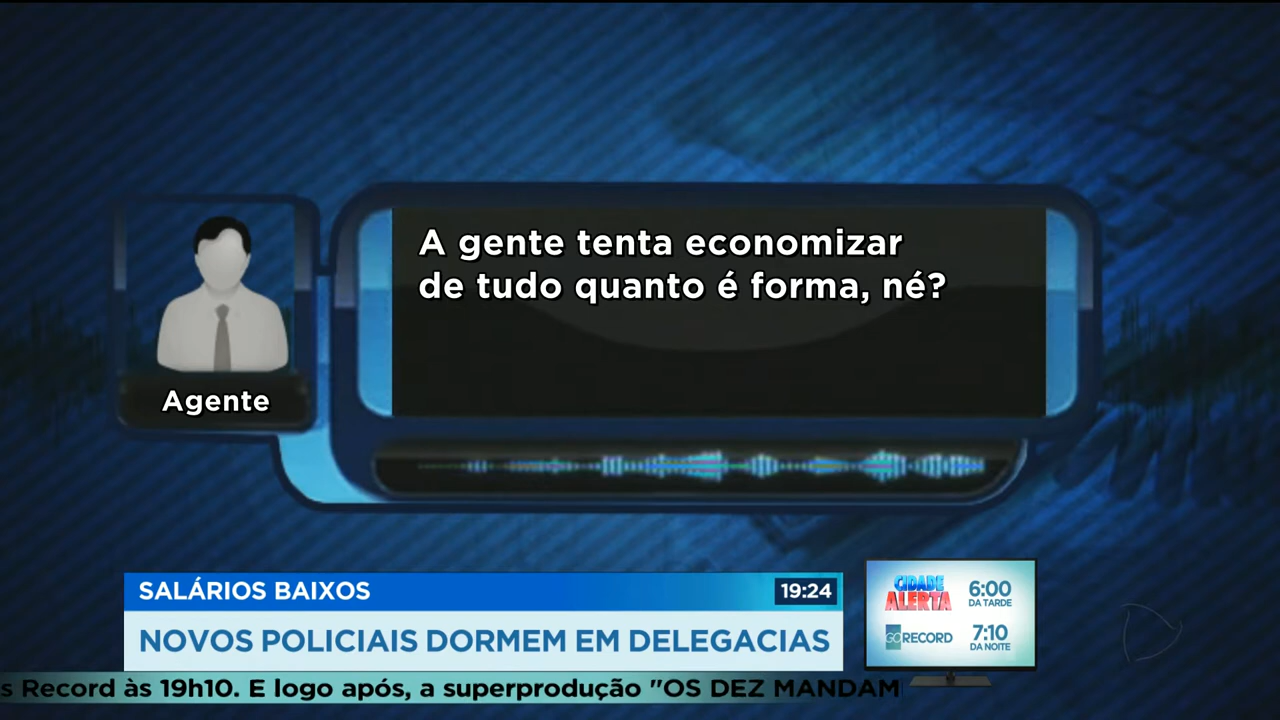 A gente tenta economizar
de tudo quanto é forma, né?
Agente
SALÁRIOS BAIXOS
19:24
NOVOS POLICIAIS DORMEM EM DELEGACIAS
CIDADE
ALERTA
6:00
DA TARDE
GO RECORD
7:10
DA NOITE
s Record às 19h10. E logo após, a superprodução "OS DEZ MANDAM